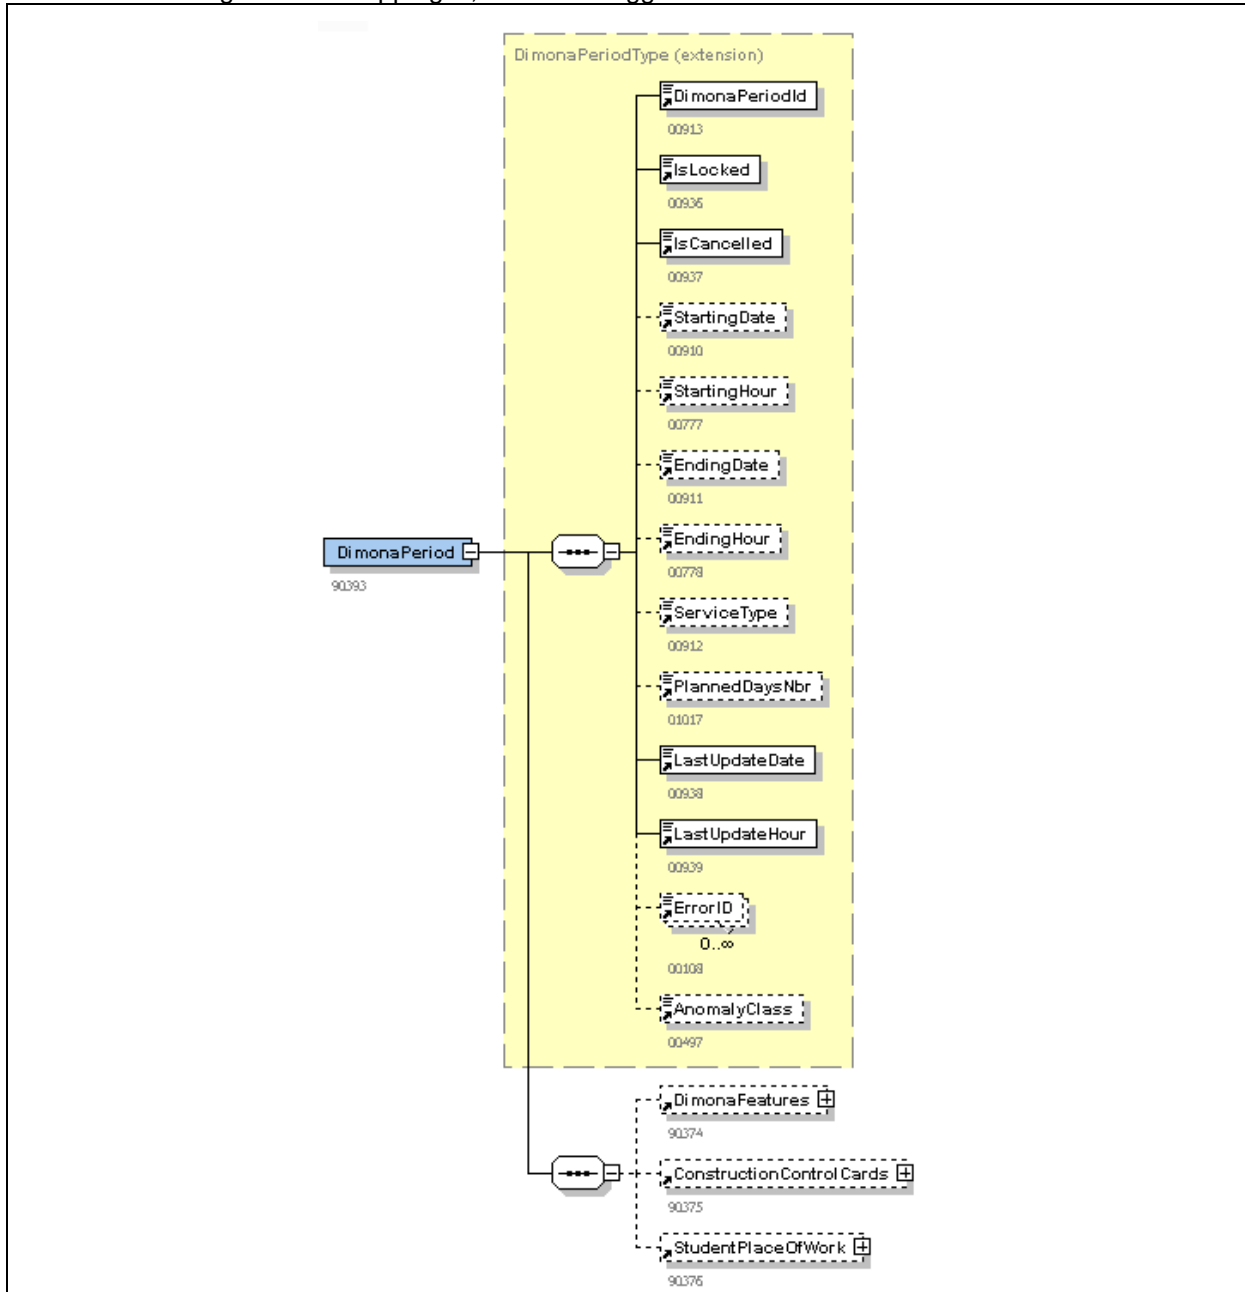 DimonaPeriodType (extension)
DimonaPeriodId
00913
IsLocked
00936
IsCancelled
00937
StartingDate
00910
StartingHour
00777
EndingDate
00911
EndingHour
00778
DimonaPeriod
90393
ServiceType
00912
PlannedDaysNbr
01017
LastUpdateDate
00938
LastUpdateHour
00939
ErrorID
0..∞
00108
AnomalyClass
00497
DimonaFeatures
90374
ConstructionControlCards
90375
StudentPlaceOfWork
90376